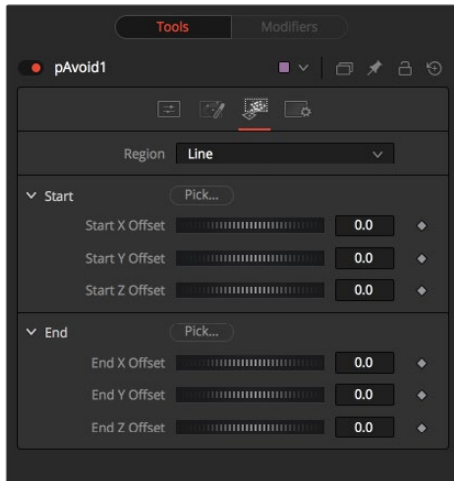 Tools Modifiers
pAvoid1
Region Line
Start Pick...
Start X Offset 0.0
Start Y Offset 0.0
Start Z Offset 0.0
End Pick...
End X Offset 0.0
End Y Offset 0.0
End Z Offset 0.0